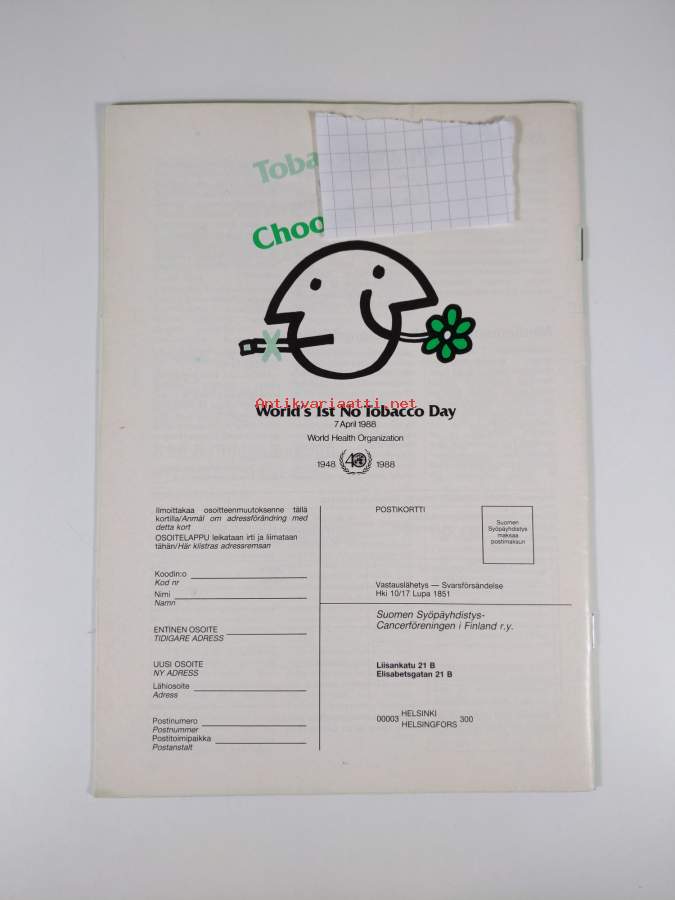 Toba
Choo
Antikvariaatti.net
World's 1st No Tobacco Day
7 April 1988
World Health Organization
1948 40 1988
Ilmoittakaa osoitteenmuutoksenne tällä
kortilla/Anmäl om adressförändring med
detta kort
OSOITELAPPU leikataan irti ja liimataan
tähän/Här klistras adressremsan
Koodin:o
Kod nr
Nimi
Namn
ENTINEN OSOITE
TIDIGARE ADRESS
UUSI OSOITE
NY ADRESS
Lähiosoite
Adress
Postinumero
Postnummer
Postitoimipaikka
Postanstalt
POSTIKORTTI
Suomen
Syöpäyhdistys
maksaa
postimaksun
Vastauslähetys — Svarsförsändelse
Hki 10/17 Lupa 1851
Suomen Syöpäyhdistys-
Cancerföreningen i Finland r.y.
Liisankatu 21 B
Elisabetsgatan 21 B
00003 HELSINKI
HELSINGFORS 300